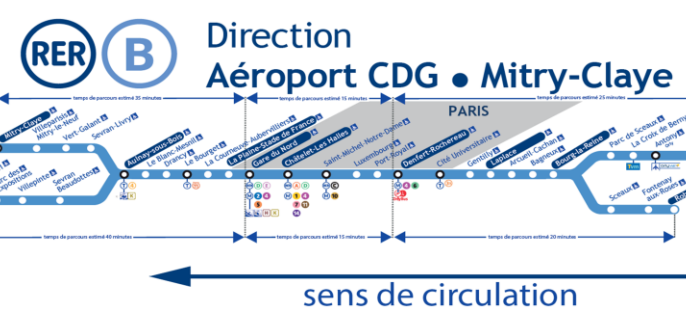 RER B
Direction
Aéroport CDG • Mitry-Claye
temps de parcours estimé 35 minutes
temps de parcours estimé 15 minutes
temps de parcours estimé 25 minutes
PARIS
Mitry-Claye
Villeparisis
Mitry-le-Neuf
Vert-Galant
Sevran-Livry
Aulnay-sous-Bois
Le Blanc-Mesnil
Drancy
Le Bourget
La Courneuve-Aubervilliers
La Plaine-Stade de France
Gare du Nord
Châtelet-Les Halles
Saint-Michel Notre-Dame
Luxembourg
Port-Royal
Denfert-Rochereau
Cité Universitaire
Gentilly
Laplace
Arcueil-Cachan
Bagneux
Bourg-la-Reine
Parc de Sceaux
La Croix de Bern
Antony
Parc des
Expositions
Villepinte
Sevran
Beaudottes
Sceaux
Fontenay
aux-Roses
temps de parcours estimé 40 minutes
temps de parcours estimé 15 minutes
temps de parcours estimé 20 minutes
sens de circulation